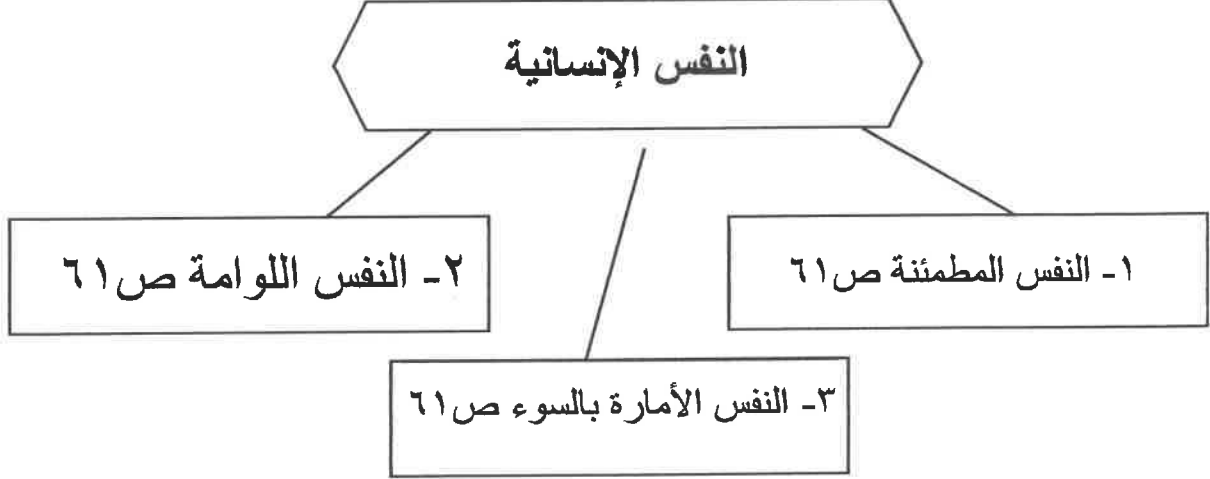 النفس الإنسانية
١- النفس المطمئنة ص٦١
٢- النفس اللوامة ص٦١
٣- النفس الأمارة بالسوء ص٦١